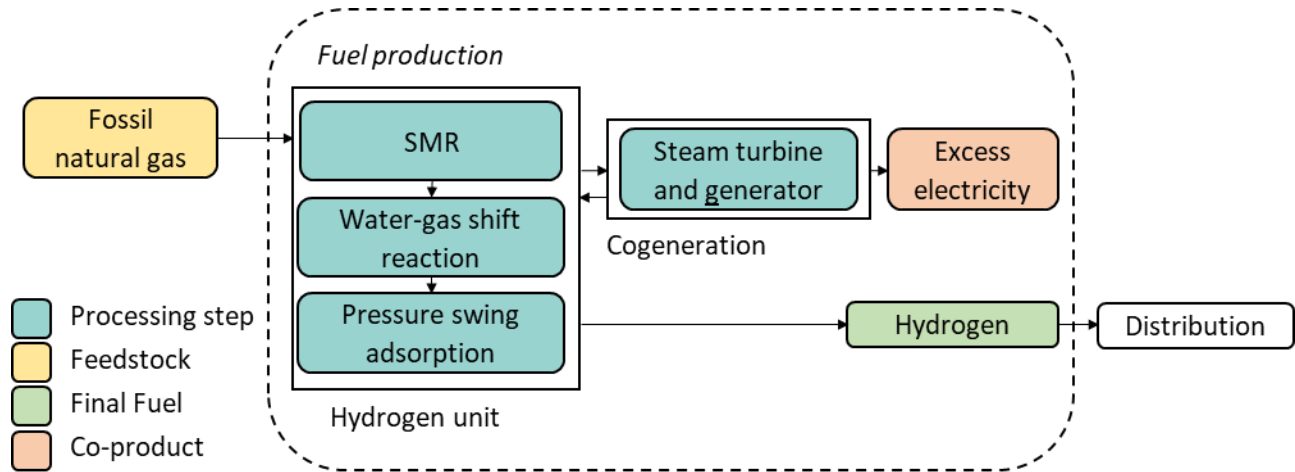 Fuel production
Fossil
natural gas
SMR
Steam turbine
and generator
Excess
electricity
Water-gas shift
reaction
Cogeneration
Pressure swing
adsorption
Hydrogen
Distribution
Hydrogen unit
Processing step
Feedstock
Final Fuel
Co-product